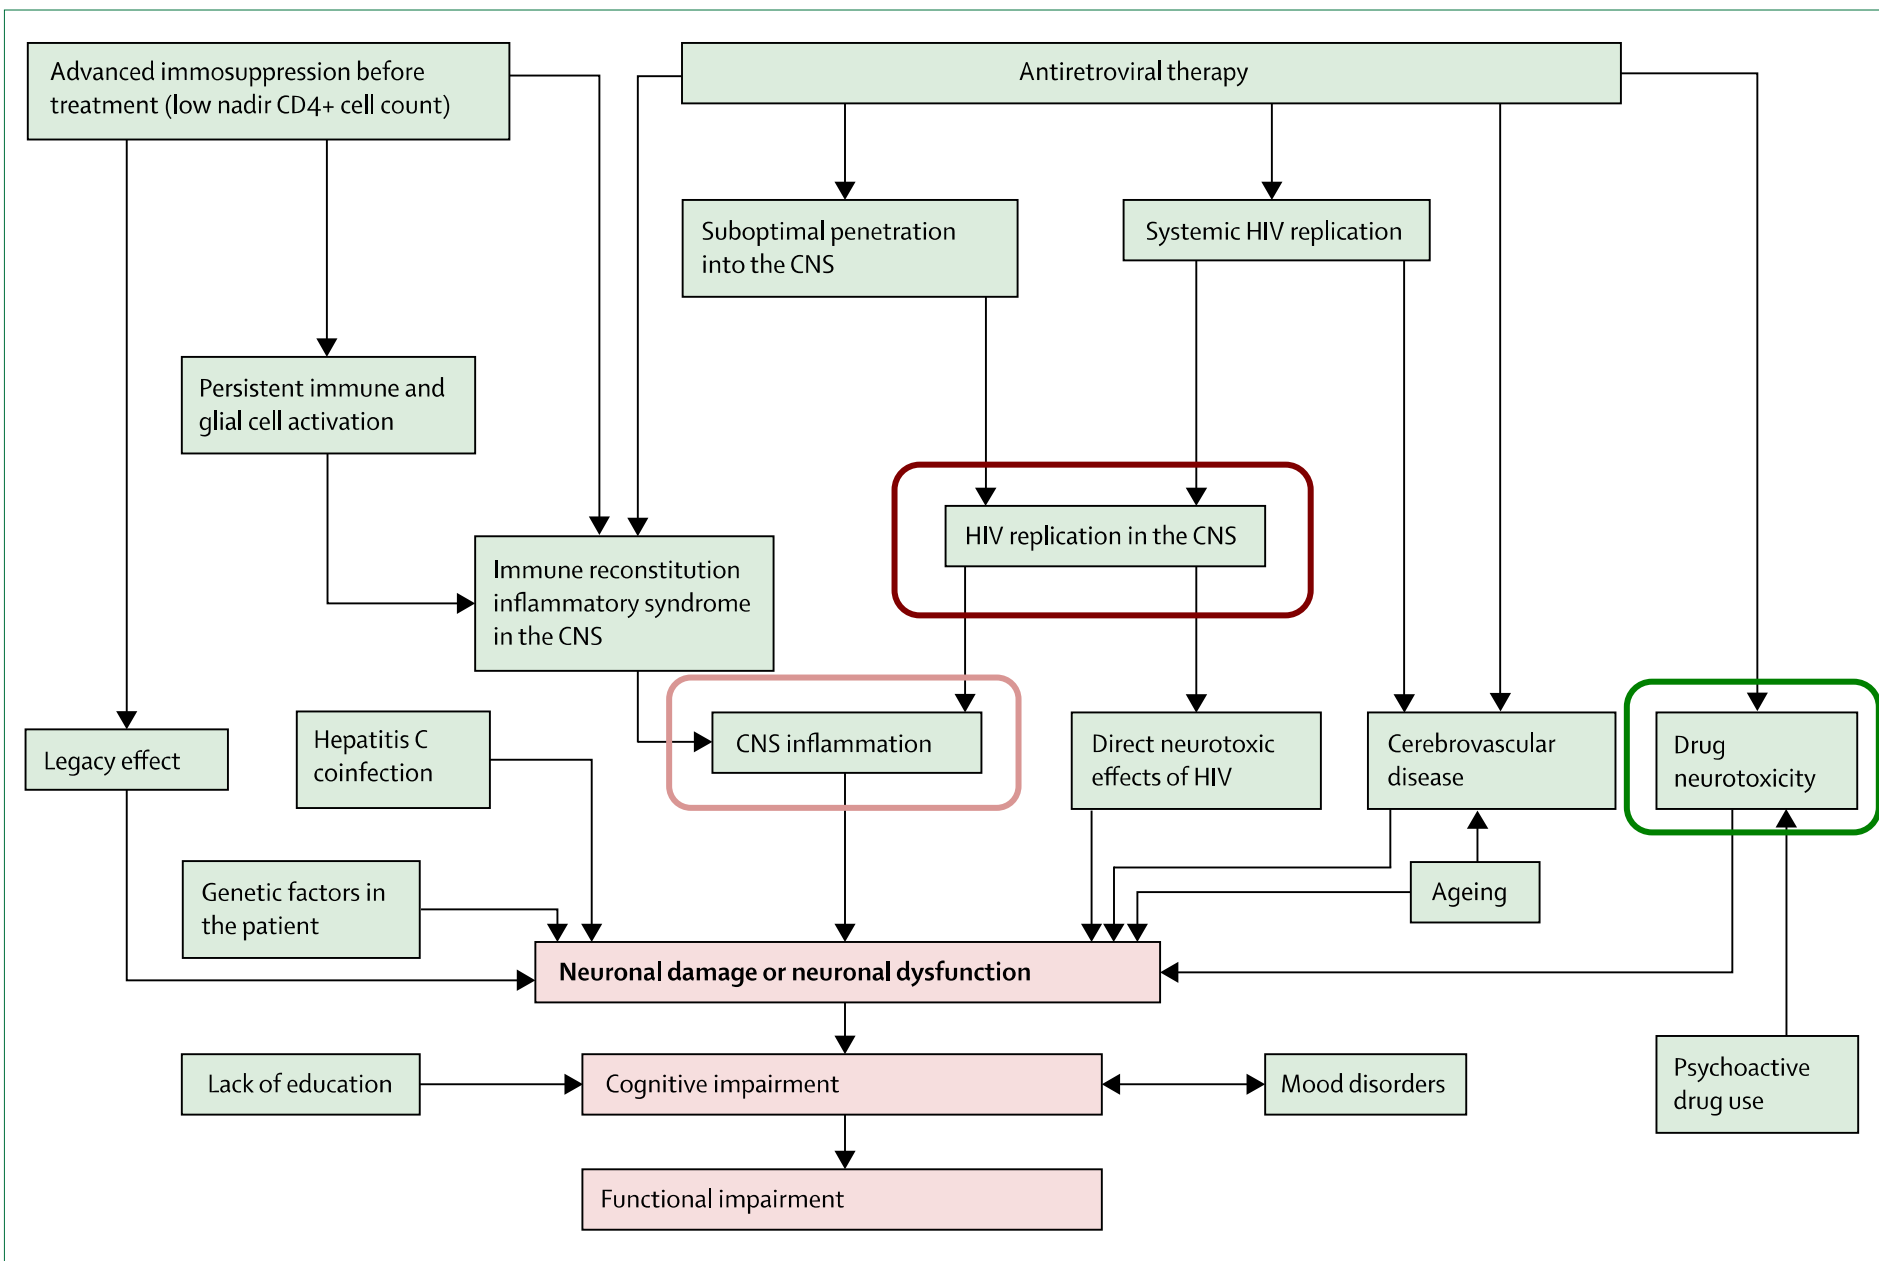 Advanced immosuppression before
treatment (low nadir CD4+ cell count)
Antiretroviral therapy
Suboptimal penetration
into the CNS
Systemic HIV replication
Persistent immune and
glial cell activation
HIV replication in the CNS
Immune reconstitution
inflammatory syndrome
in the CNS
Legacy effect
Hepatitis C
coinfection
CNS inflammation
Direct neurotoxic
effects of HIV
Cerebrovascular
disease
Drug
neurotoxicity
Genetic factors in
the patient
Ageing
Neuronal damage or neuronal dysfunction
Lack of education
Cognitive impairment
Mood disorders
Psychoactive
drug use
Functional impairment